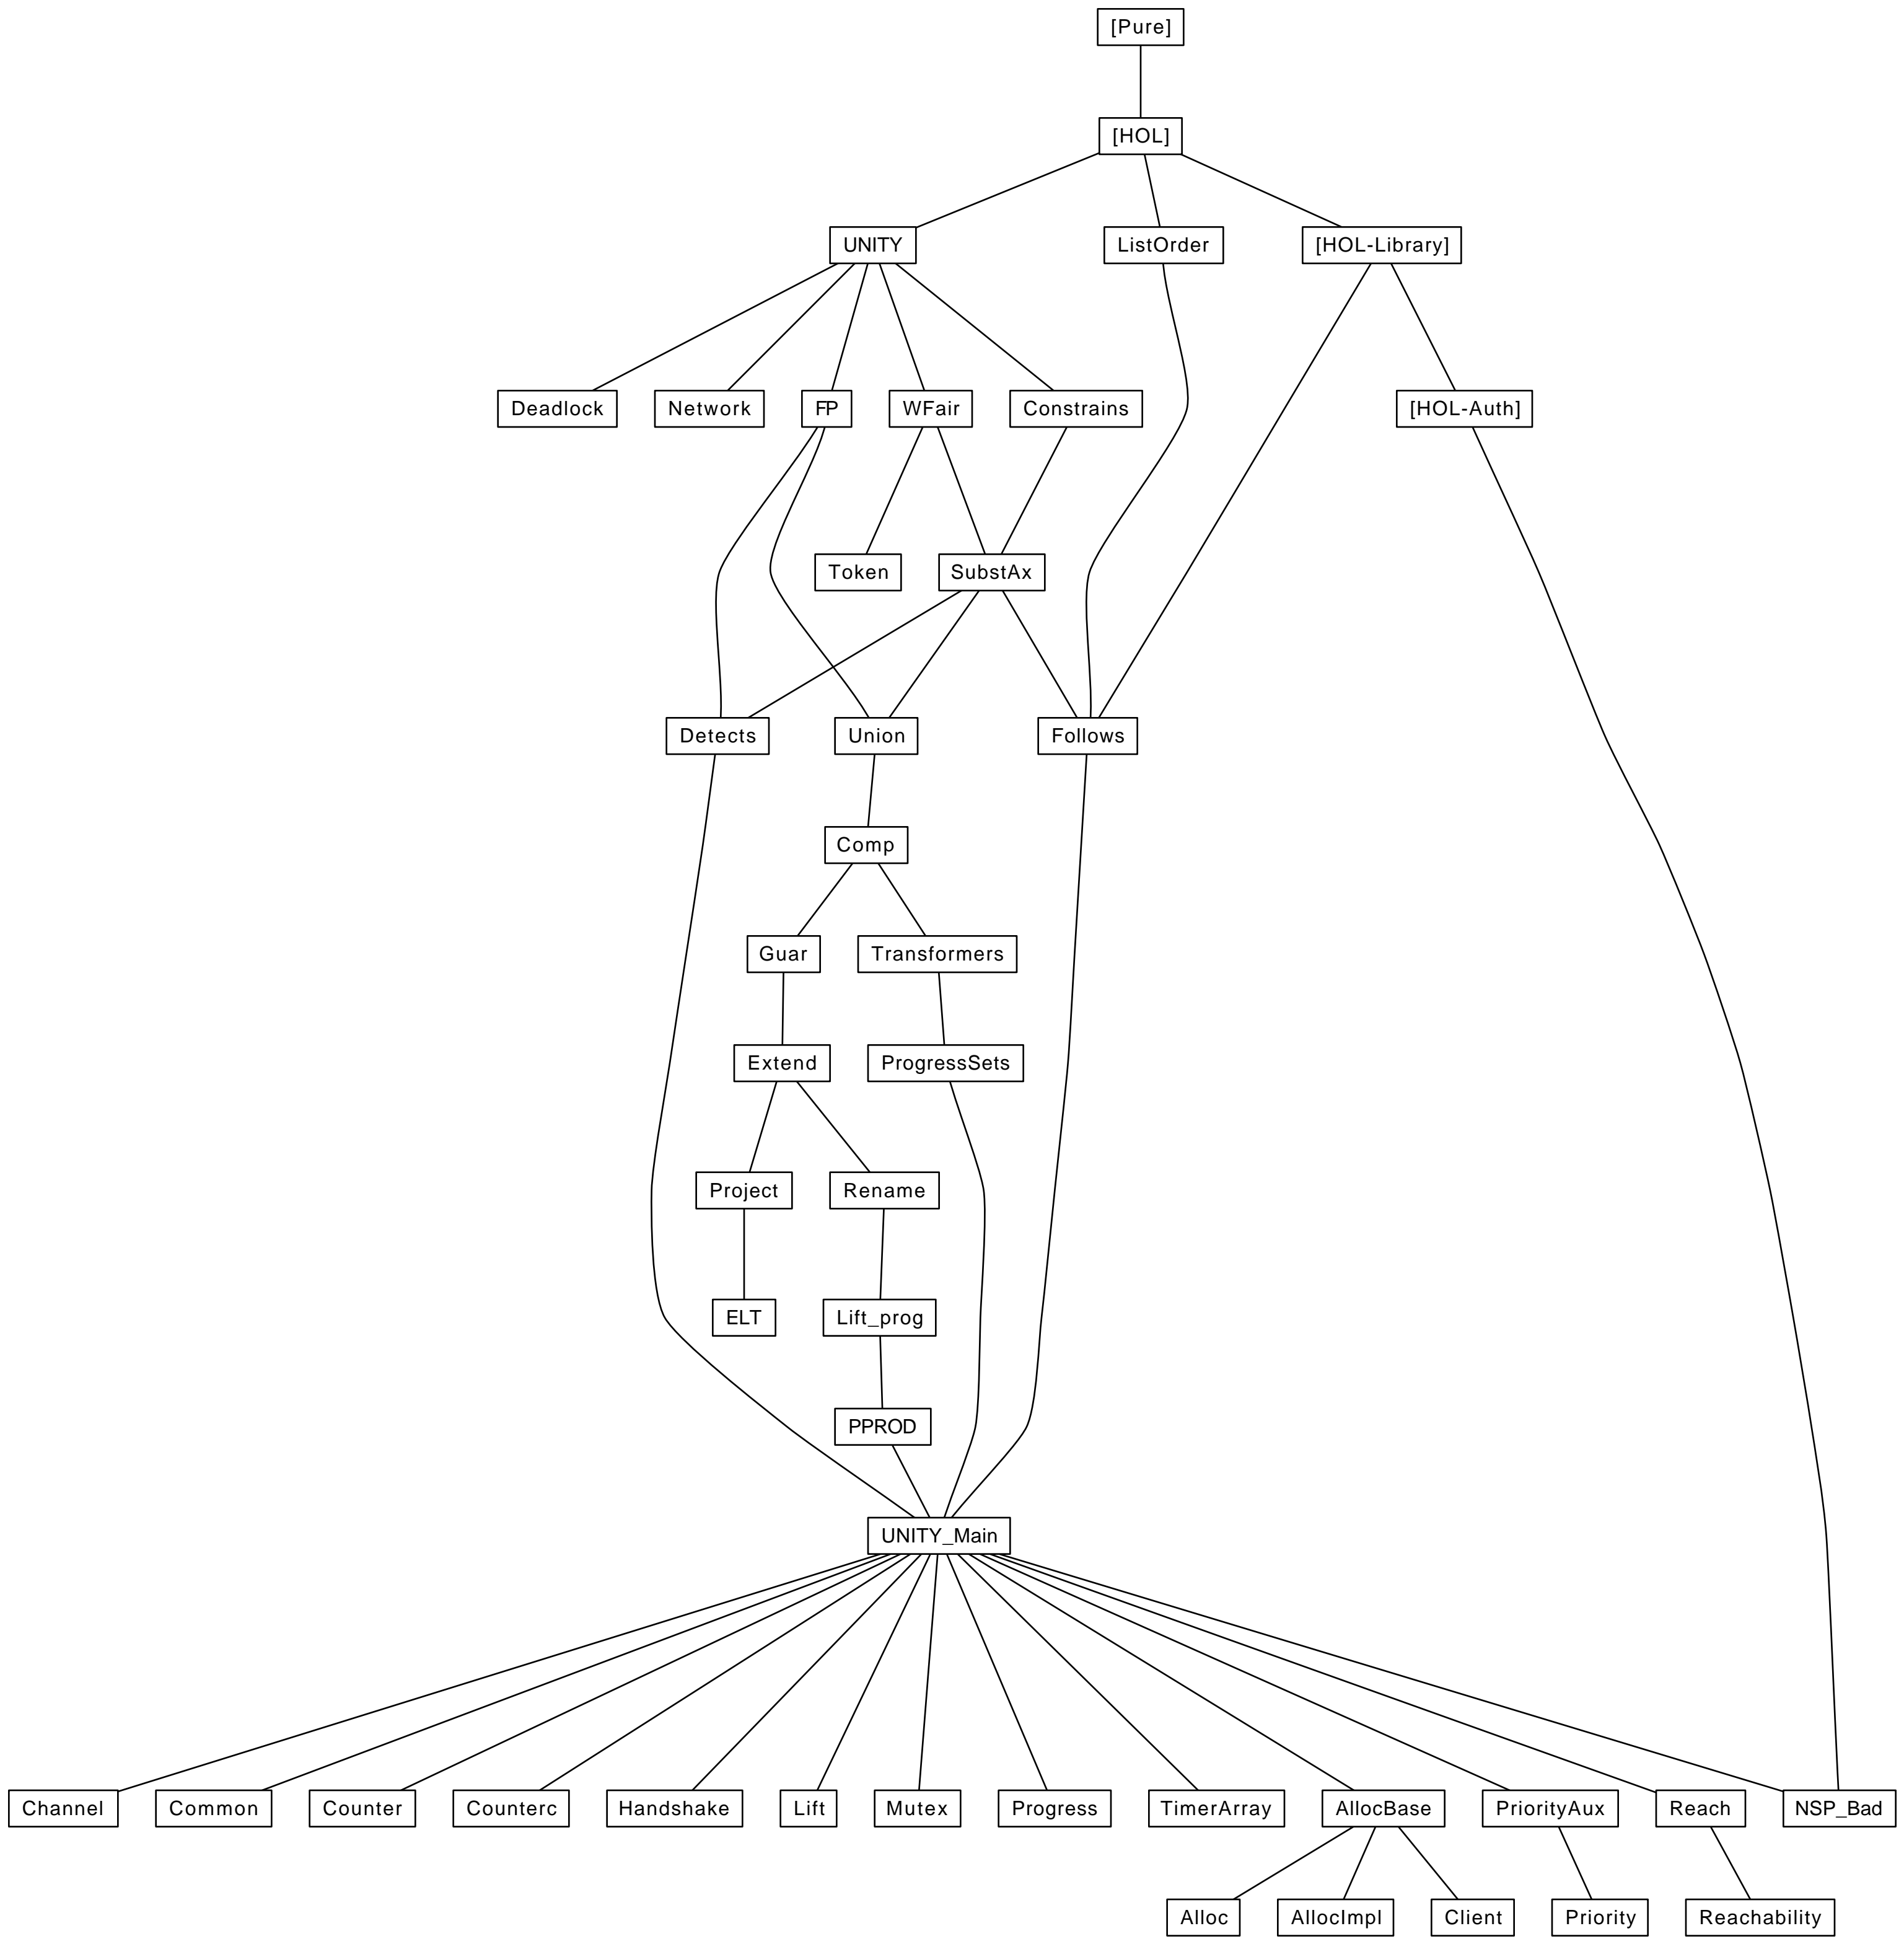 [Pure]
[HOL]
UNITY
ListOrder
[HOL-Library]
Deadlock
Network
FP
WFair
Constrains
[HOL-Auth]
Token
SubstAx
Detects
Union
Follows
Comp
Guar
Transformers
Extend
ProgressSets
Project
Rename
ELT
Lift_prog
PPROD
UNITY_Main
Channel
Common
Counter
Counterc
Handshake
Lift
Mutex
Progress
TimerArray
AllocBase
PriorityAux
Reach
NSP_Bad
Alloc
AllocImpl
Client
Priority
Reachability